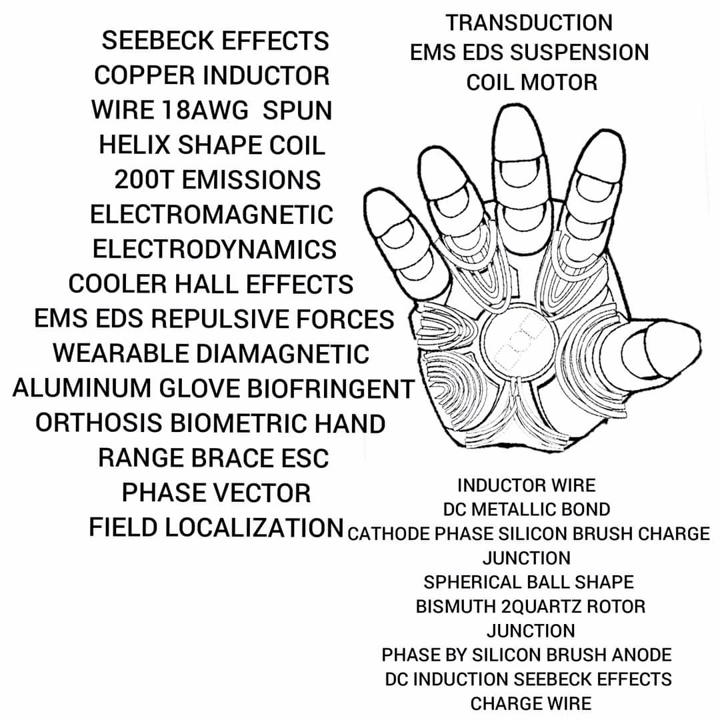 SEEBECK EFFECTS
COPPER INDUCTOR
WIRE 18AWG SPUN
HELIX SHAPE COIL
200T EMISSIONS
ELECTROMAGNETIC
ELECTRODYNAMICS
COOLER HALL EFFECTS
EMS EDS REPULSIVE FORCES
WEARABLE DIAMAGNETIC
ALUMINUM GLOVE BIOFRINGENT
ORTHOSIS BIOMETRIC HAND
RANGE BRACE ESC
PHASE VECTOR
FIELD LOCALIZATION
TRANSDUCTION
EMS EDS SUSPENSION
COIL MOTOR
INDUCTOR WIRE
DC METALLIC BOND
CATHODE PHASE SILICON BRUSH CHARGE
JUNCTION
SPHERICAL BALL SHAPE
BISMUTH 2QUARTZ ROTOR
JUNCTION
PHASE BY SILICON BRUSH ANODE
DC INDUCTION SEEBECK EFFECTS
CHARGE WIRE